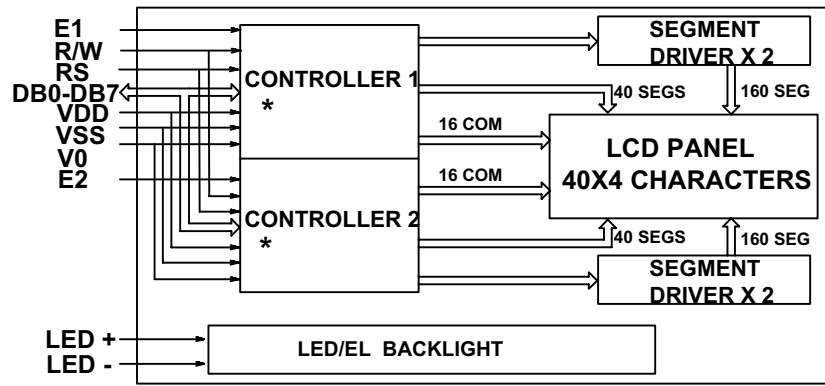 E1
R/W
RS
DB0-DB7
VDD
VSS
V0
E2
CONTROLLER 1
*
CONTROLLER 2
*
SEGMENT
DRIVER X 2
40 SEGS
160 SEG
16 COM
16 COM
LCD PANEL
40X4 CHARACTERS
40 SEGS
160 SEG
SEGMENT
DRIVER X 2
LED +
LED -
LED/EL BACKLIGHT